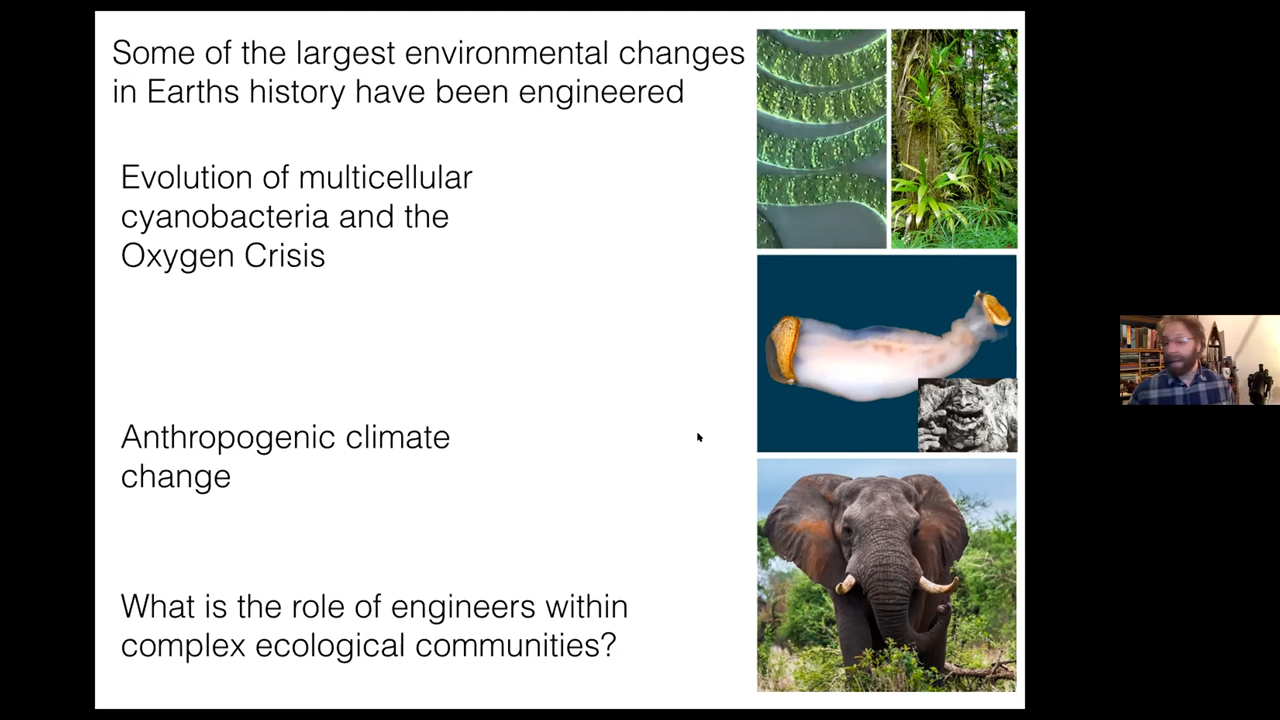 Some of the largest environmental changes
in Earths history have been engineered
Evolution of multicellular
cyanobacteria and the
Oxygen Crisis
Anthropogenic climate
change
What is the role of engineers within
complex ecological communities?